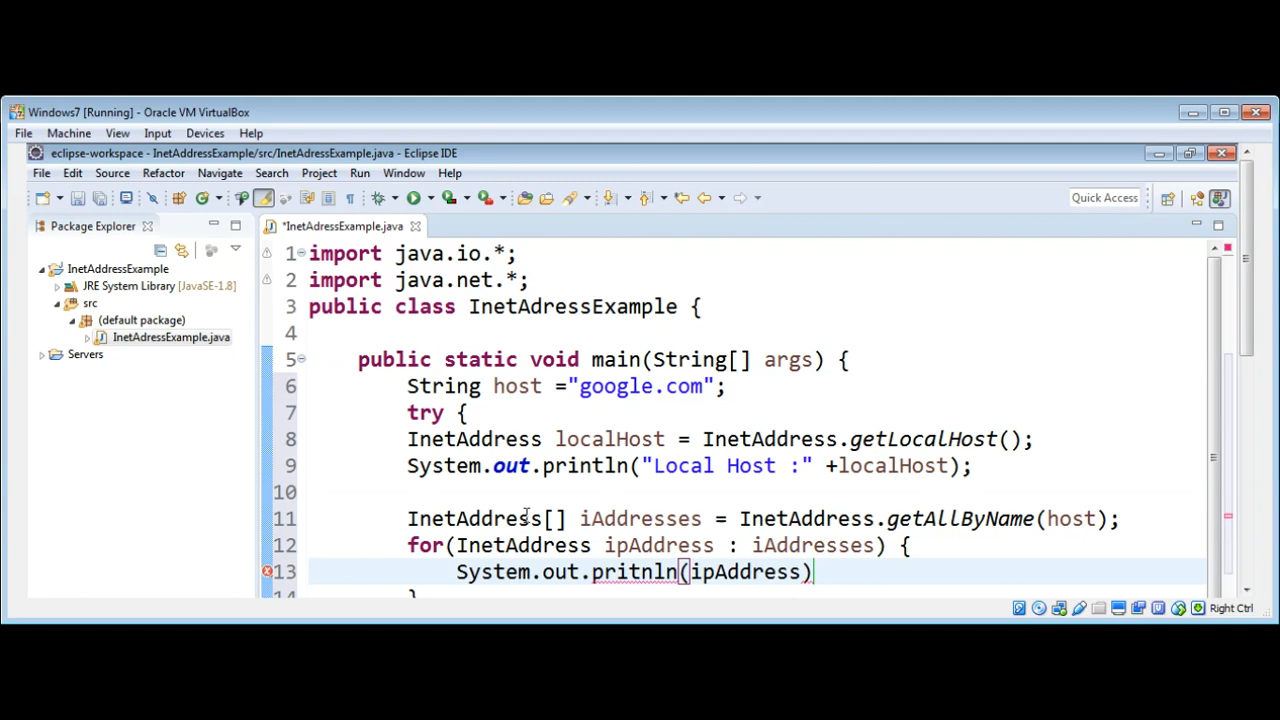 Windows7 [Running] - Oracle VM VirtualBox
File Machine View Input Devices Help
eclipse-workspace - InetAddressExample/src/InetAdressExample.java - Eclipse IDE
File Edit Source Refactor Navigate Search Project Run Window Help
Quick Access
Package Explorer
*InetAdressExample.java
InetAddressExample
JRE System Library [JavaSE-1.8]
src
(default package)
InetAdressExample.java
Servers
1 import java.io.*;
2 import java.net.*;
3 public class InetAdressExample {
4
5 public static void main(String[] args) {
6 String host ="google.com";
7 try {
8 InetAddress localHost = InetAddress.getLocalHost();
9 System.out.println("Local Host :" +localHost);
10
11 InetAddress[] iAddresses = InetAddress.getAllByName(host);
12 for(InetAddress ipAddress : iAddresses) {
13 System.out.pritnln(ipAddress)
14 }
Right Ctrl